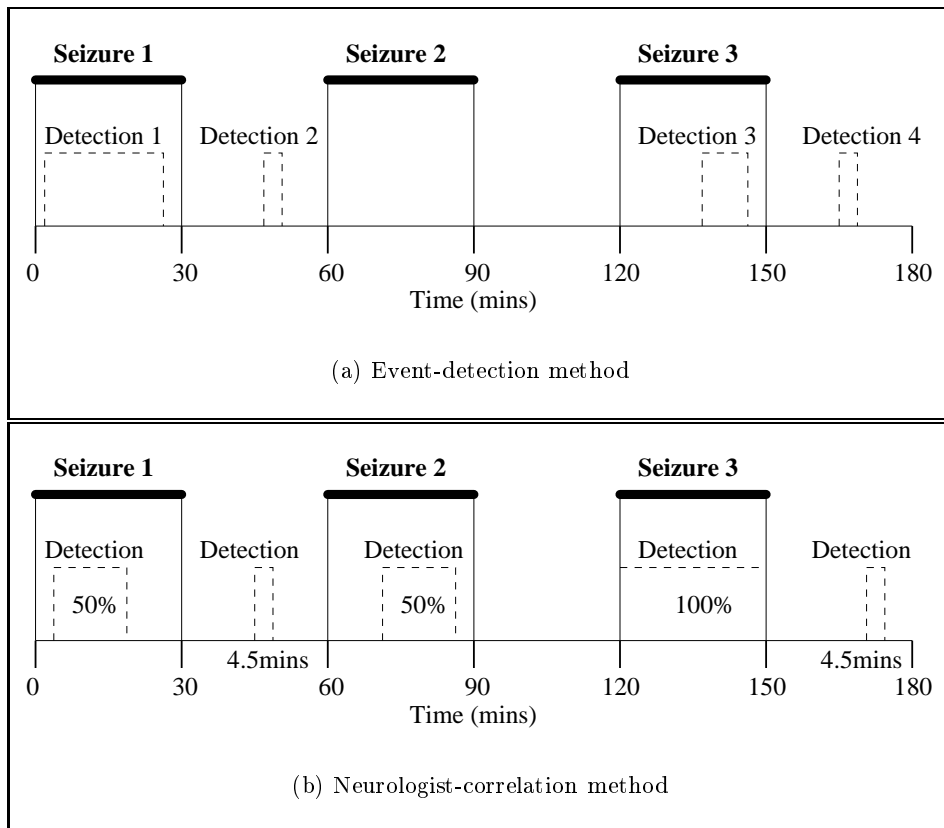 Seizure 1 Seizure 2 Seizure 3
Detection 1 Detection 2 Detection 3 Detection 4
0 30 60 90 120 150 180
Time (mins)
(a) Event-detection method
Seizure 1 Seizure 2 Seizure 3
Detection Detection Detection Detection Detection
50% 50% 100%
4.5mins 4.5mins
0 30 60 90 120 150 180
Time (mins)
(b) Neurologist-correlation method